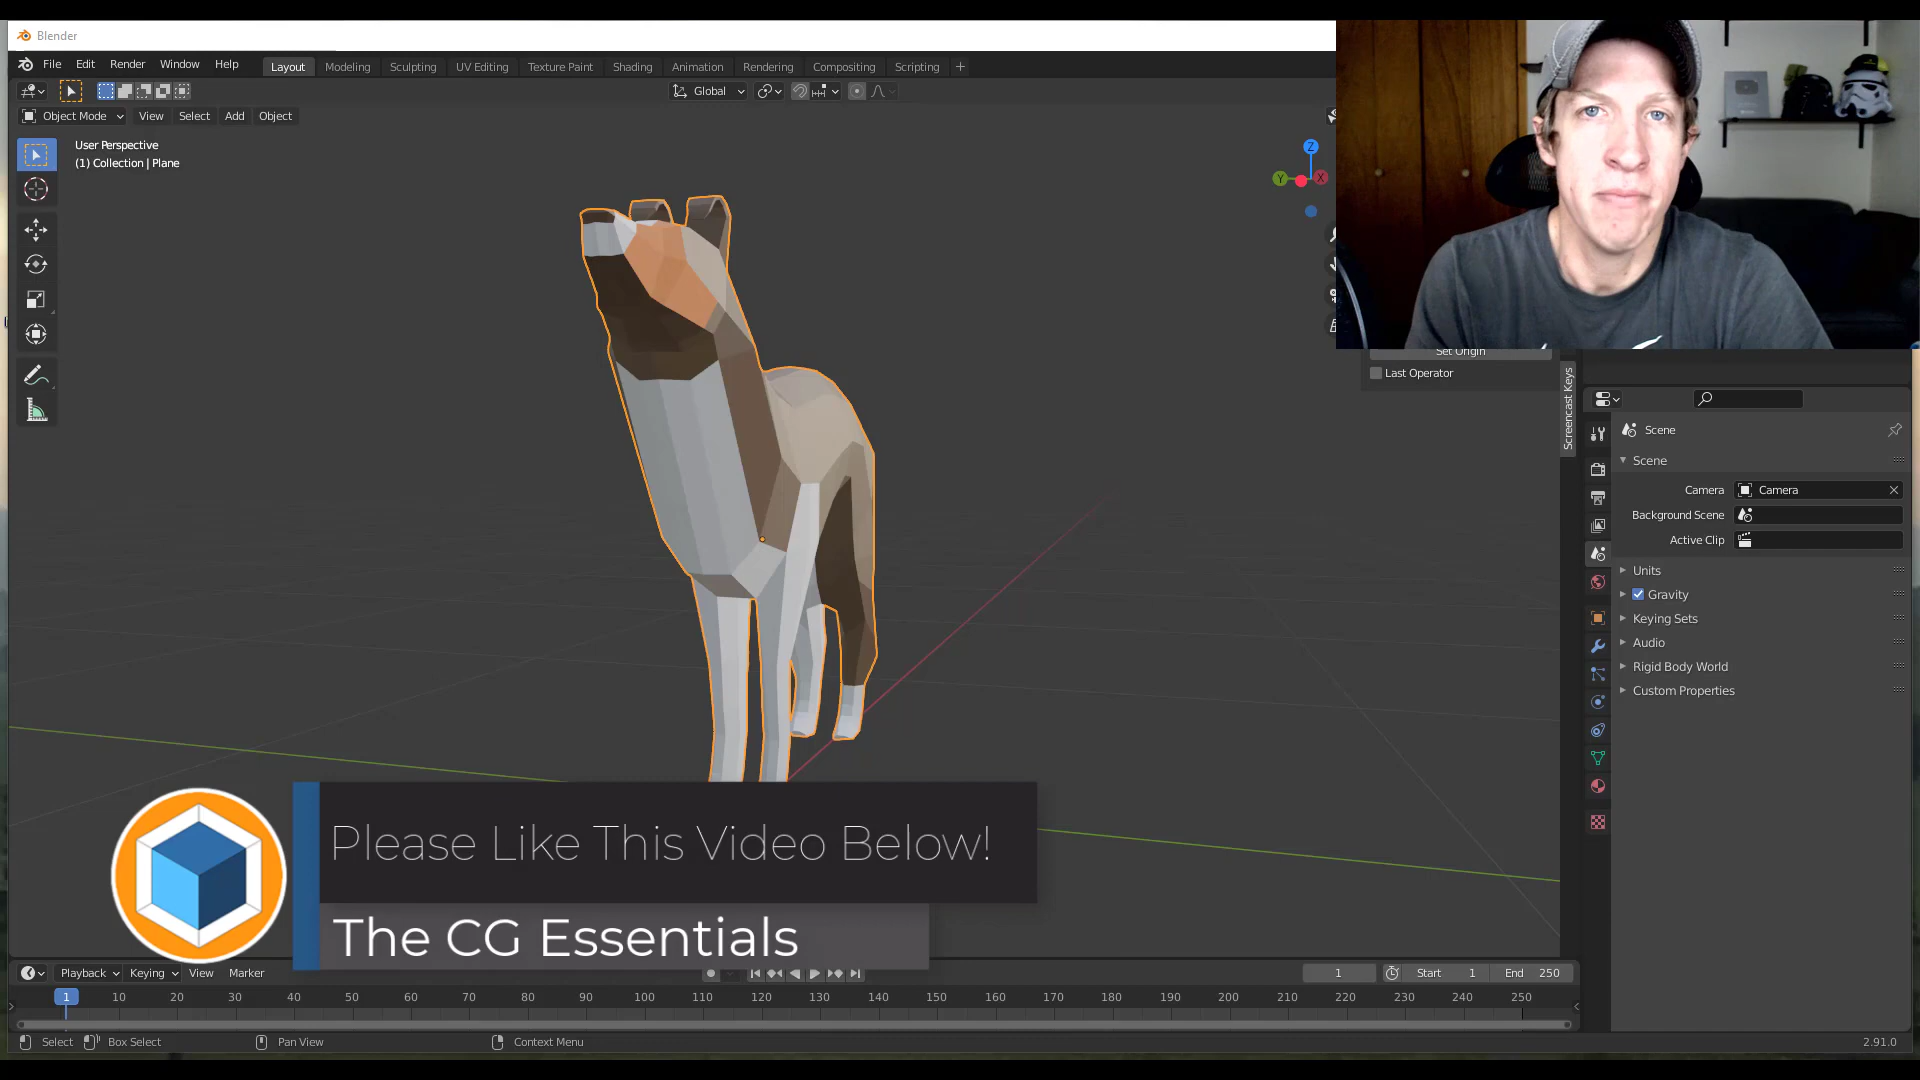 Blender
File Edit Render Window Help Layout Modeling Sculpting UV Editing Texture Paint Shading Animation Rendering Compositing Scripting +
Global
Object Mode View Select Add Object
User Perspective
(1) Collection | Plane
Z
Y X
Set Origin
Last Operator
Screencast Keys
Scene
Scene
Camera Camera
Background Scene
Active Clip
Units
Gravity
Keying Sets
Audio
Rigid Body World
Custom Properties
Please Like This Video Below!
The CG Essentials
Playback Keying View Marker 1 Start 1 End 250
1 10 20 30 40 50 60 70 80 90 100 110 120 130 140 150 160 170 180 190 200 210 220 230 240 250
Select Box Select Pan View Context Menu 2.91.0